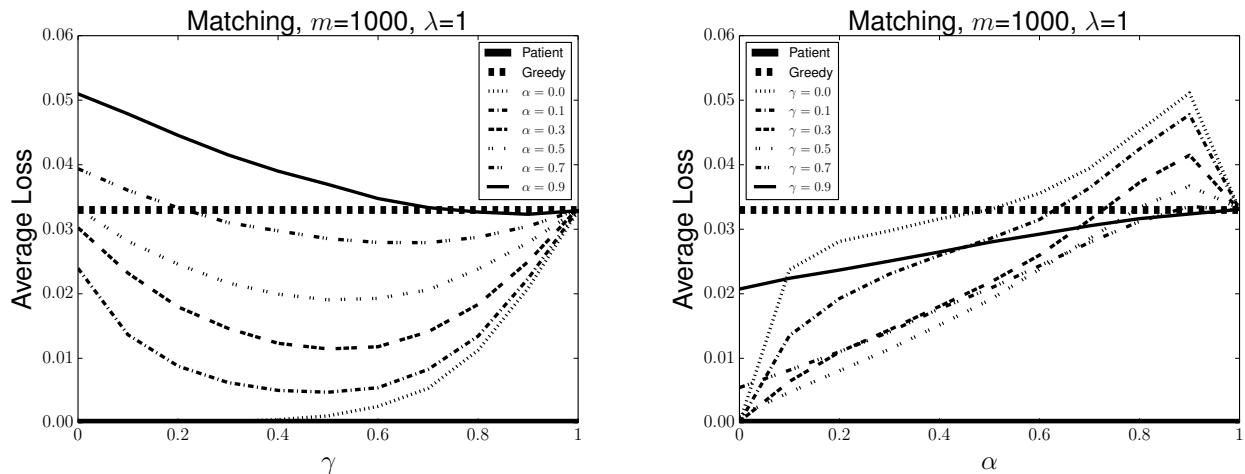 Matching, m=1000, λ=1
Average Loss
0.06
0.05
0.04
0.03
0.02
0.01
0.00
0
0.2
0.4
0.6
0.8
1
γ
Patient
Greedy
α = 0.0
α = 0.1
α = 0.3
α = 0.5
α = 0.7
α = 0.9
Matching, m=1000, λ=1
Average Loss
0.06
0.05
0.04
0.03
0.02
0.01
0.00
0
0.2
0.4
0.6
0.8
1
α
Patient
Greedy
γ = 0.0
γ = 0.1
γ = 0.3
γ = 0.5
γ = 0.7
γ = 0.9